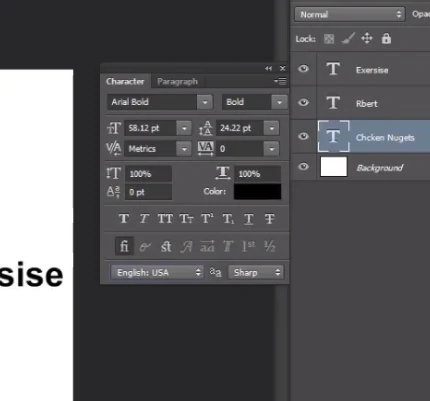 Normal
Opac
Lock:
Character Paragraph
Exersise
Arial Bold Bold
Rbert
58.12 pt 24.22 pt
Chcken Nugets
Metrics 0
Background
100% 100%
0 pt Color:
T T TT Tt T¹ T₁ T T
fi st A ad T 1st ½
sise
English: USA aa Sharp